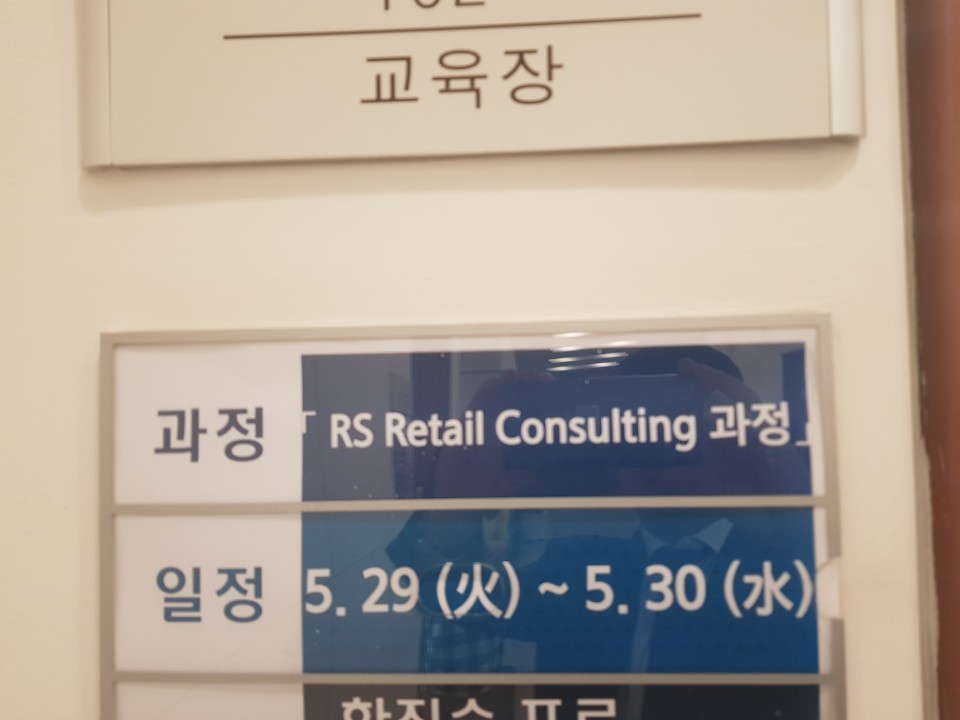 교육장
과정 「 RS Retail Consulting 과정」
일정 5. 29 (火) ~ 5. 30 (水)